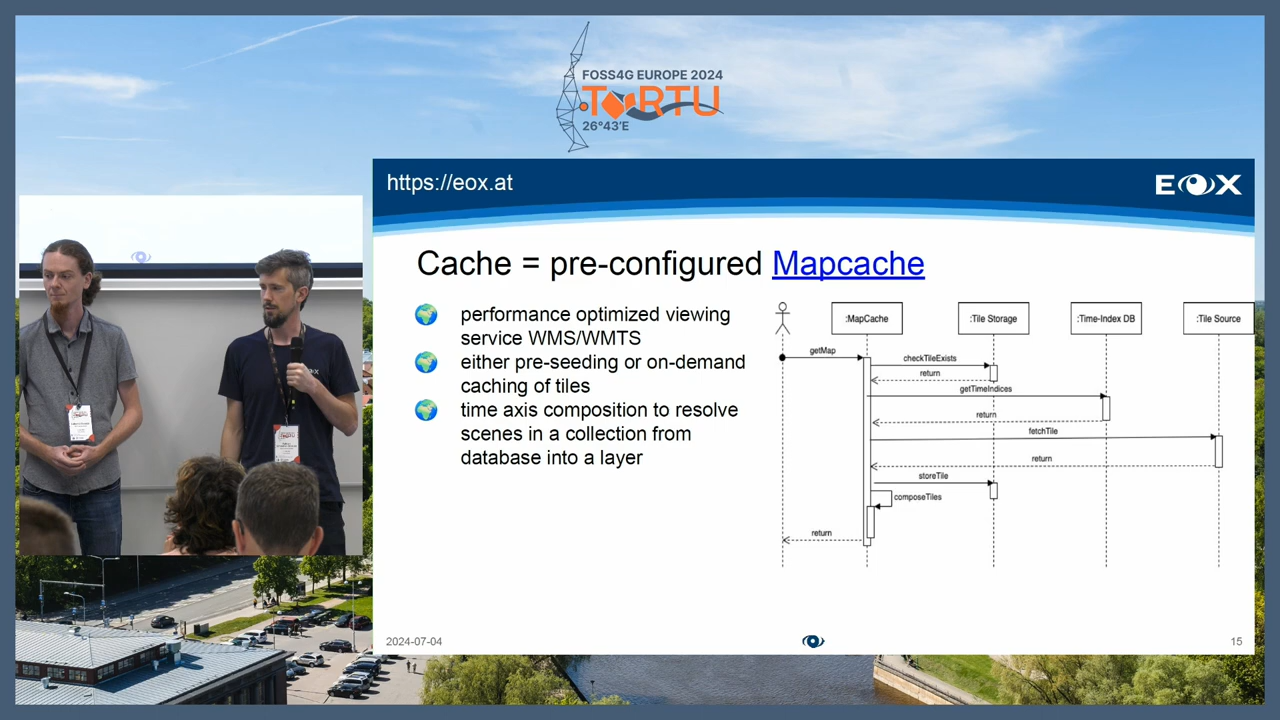 FOSS4G EUROPE 2024
TARTU
26°43'E
https://eox.at
EOX
Cache = pre-configured Mapcache
performance optimized viewing
service WMS/WMTS
either pre-seeding or on-demand
caching of tiles
time axis composition to resolve
scenes in a collection from
database into a layer
:MapCache
:Tile Storage
:Time-Index DB
:Tile Source
getMap
checkTileExists
return
getTimeIndices
return
fetchTile
return
storeTile
composeTiles
return
2024-07-04
15